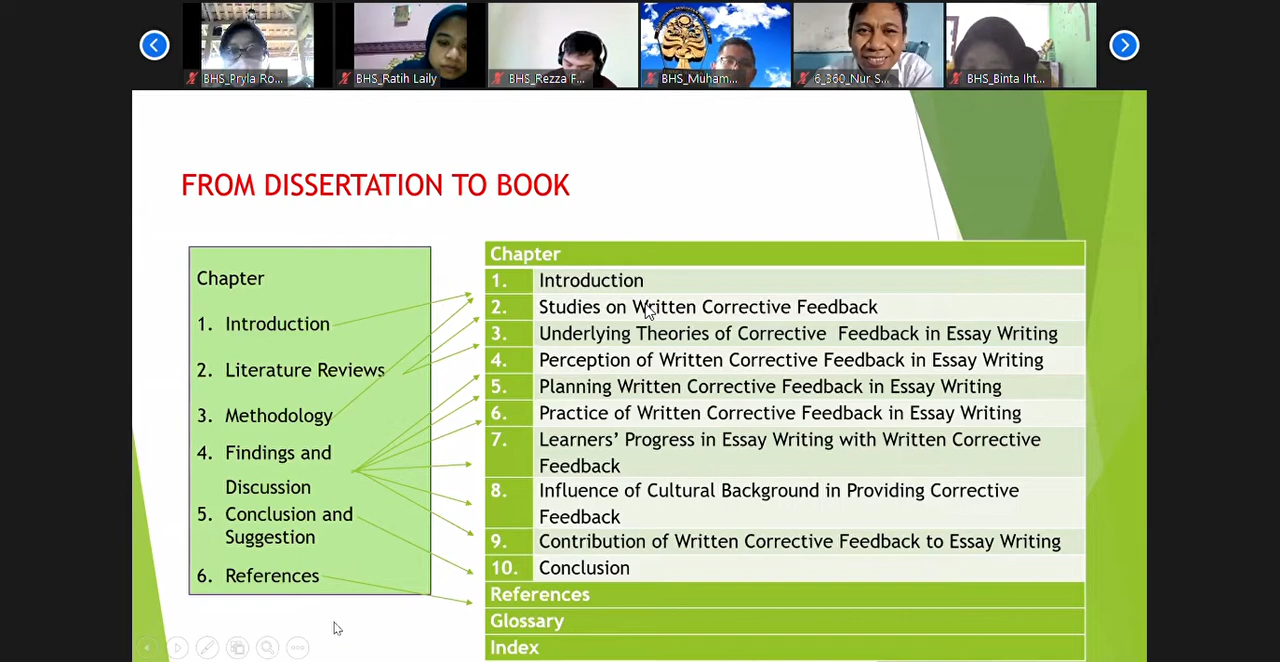 BHS_Pryla Ro...
BHS_Ratih Laily
BHS_Rezza F...
BHS_Muham...
6_360_Nur S...
BHS_Binta Iht...
FROM DISSERTATION TO BOOK
Chapter
1. Introduction
2. Literature Reviews
3. Methodology
4. Findings and
Discussion
5. Conclusion and
Suggestion
6. References
Chapter
1. Introduction
2. Studies on Written Corrective Feedback
3. Underlying Theories of Corrective Feedback in Essay Writing
4. Perception of Written Corrective Feedback in Essay Writing
5. Planning Written Corrective Feedback in Essay Writing
6. Practice of Written Corrective Feedback in Essay Writing
7. Learners’ Progress in Essay Writing with Written Corrective
Feedback
8. Influence of Cultural Background in Providing Corrective
Feedback
9. Contribution of Written Corrective Feedback to Essay Writing
10. Conclusion
References
Glossary
Index